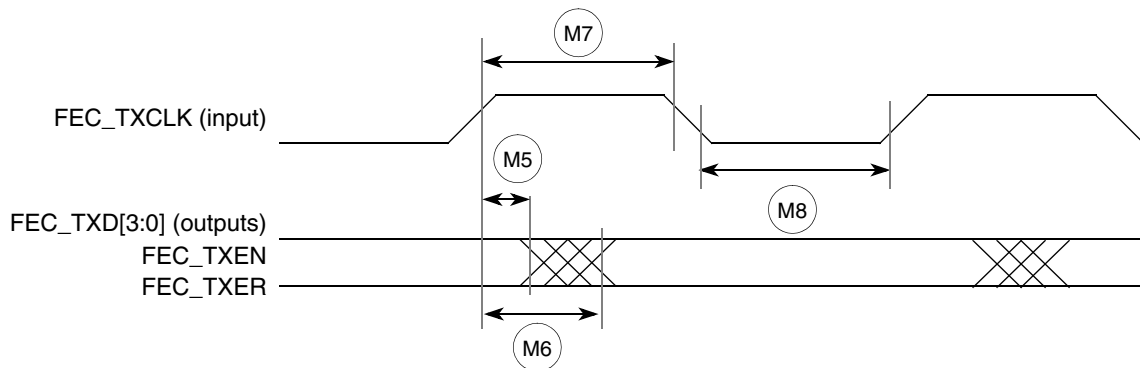 M7
FEC_TXCLK (input)
M5
M8
FEC_TXD[3:0] (outputs)
FEC_TXEN
FEC_TXER
M6